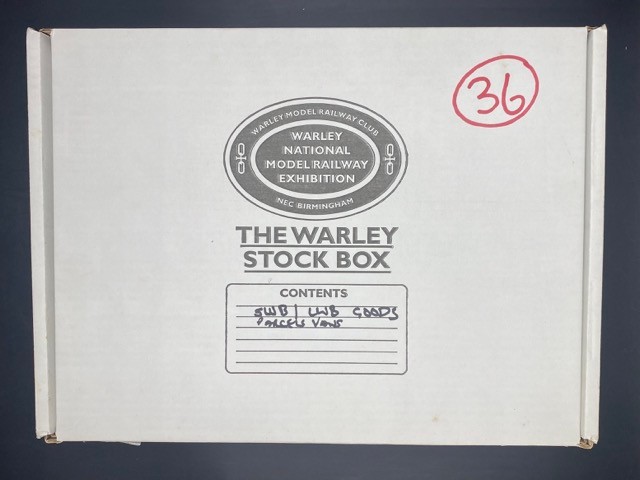 36
WARLEY MODEL RAILWAY CLUB
WARLEY
NATIONAL
MODEL RAILWAY
EXHIBITION
NEC BIRMINGHAM
THE WARLEY
STOCK BOX
CONTENTS
SWB | LWB GOODS
PARCELS VANS